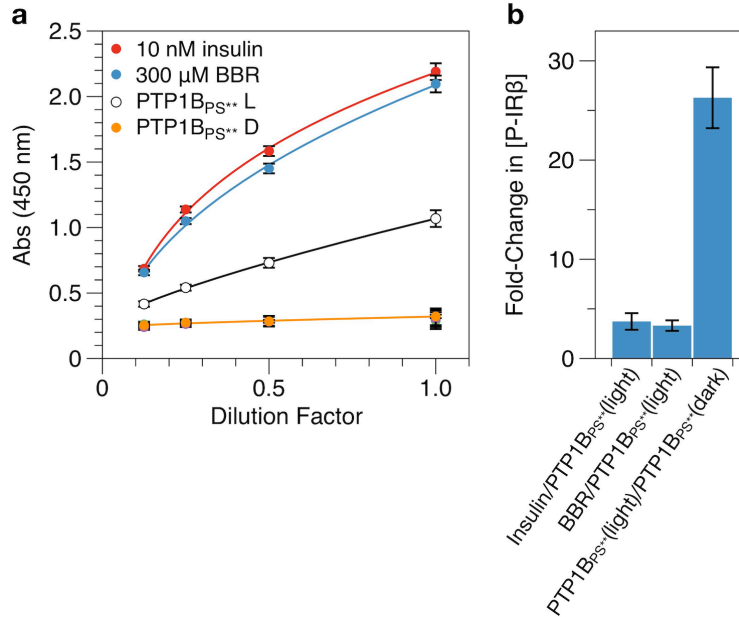 a
2.5
2.0
1.5
1.0
0.5
0
Abs (450 nm)
10 nM insulin
300 µM BBR
PTP1BPS** L
PTP1BPS** D
0
0.5
1.0
Dilution Factor
b
30
20
10
0
Fold-Change in [P-IRβ]
Insulin/PTP1BPS**(light)
BBR/PTP1BPS**(light)
PTP1BPS**(light)/PTP1BPS**(dark)